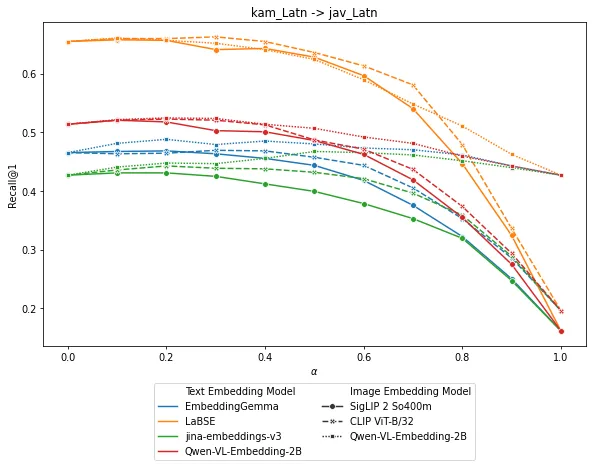 kam_Latn -> jav_Latn
Recall@1
0.6
0.5
0.4
0.3
0.2
0.0 0.2 0.4 0.6 0.8 1.0
α
Text Embedding Model Image Embedding Model
EmbeddingGemma SigLIP 2 So400m
LaBSE CLIP ViT-B/32
jina-embeddings-v3 Qwen-VL-Embedding-2B
Qwen-VL-Embedding-2B